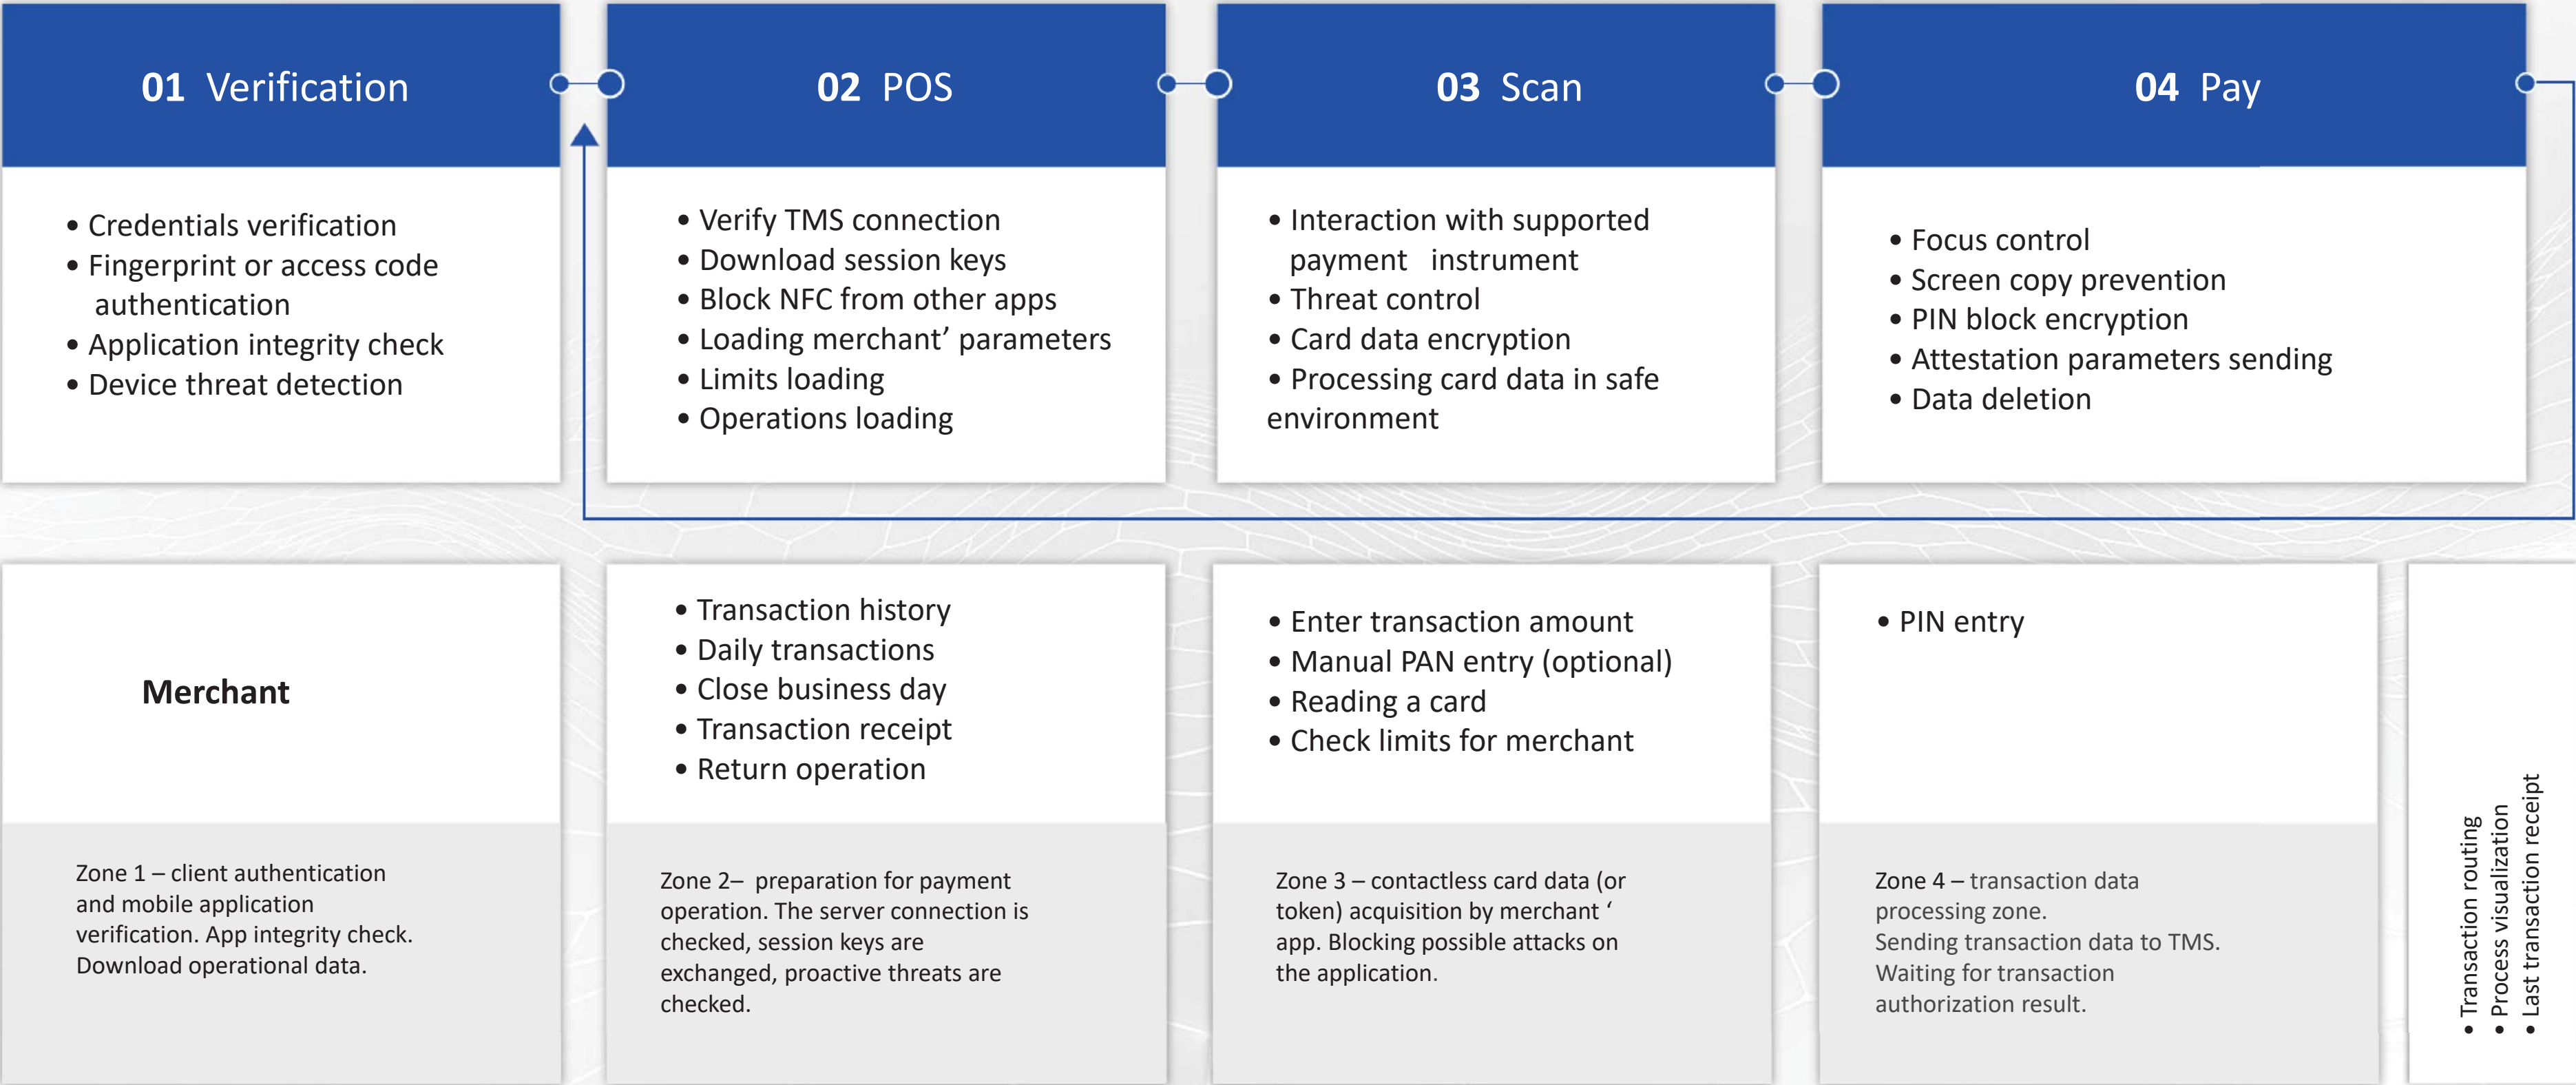 01 Verification
• Credentials verification
• Fingerprint or access code
authentication
• Application integrity check
• Device threat detection
02 POS
• Verify TMS connection
• Download session keys
• Block NFC from other apps
• Loading merchant’ parameters
• Limits loading
• Operations loading
03 Scan
• Interaction with supported
payment instrument
• Threat control
• Card data encryption
• Processing card data in safe
environment
04 Pay
• Focus control
• Screen copy prevention
• PIN block encryption
• Attestation parameters sending
• Data deletion
Merchant
Zone 1 – client authentication
and mobile application
verification. App integrity check.
Download operational data.
• Transaction history
• Daily transactions
• Close business day
• Transaction receipt
• Return operation
Zone 2– preparation for payment
operation. The server connection is
checked, session keys are
exchanged, proactive threats are
checked.
• Enter transaction amount
• Manual PAN entry (optional)
• Reading a card
• Check limits for merchant
Zone 3 – contactless card data (or
token) acquisition by merchant ‘
app. Blocking possible attacks on
the application.
• PIN entry
Zone 4 – transaction data
processing zone.
Sending transaction data to TMS.
Waiting for transaction
authorization result.
• Transaction routing
• Process visualization
• Last transaction receipt